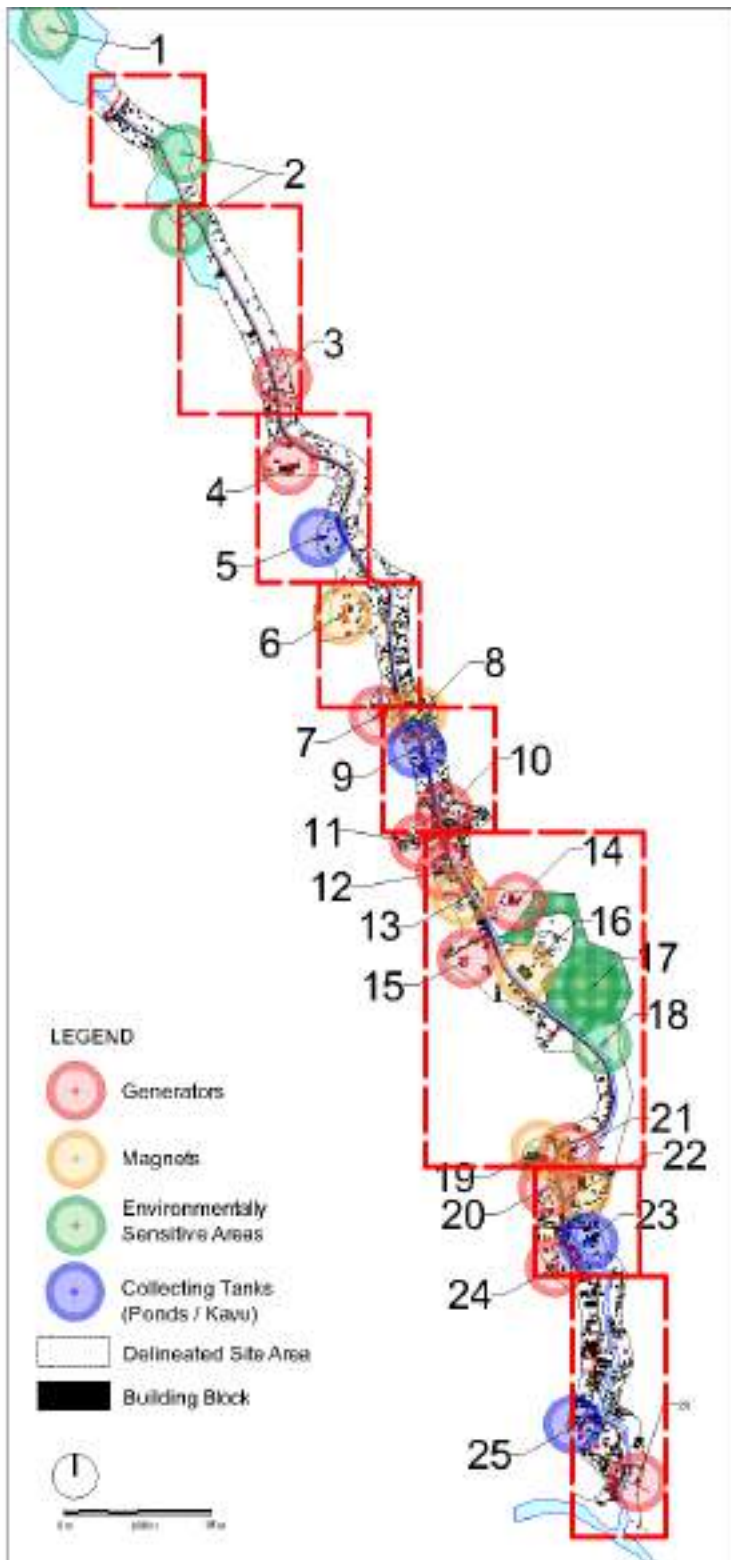 1
2
3
4
5
6
8
7
9
10
11
12
14
13
16
15
17
18
21
22
19
20
23
24
25
LEGEND
Generators
Magnets
Environmentally
Sensitive Areas
Collecting Tanks
(Ponds / Kavu)
Delineated Site Area
Building Block